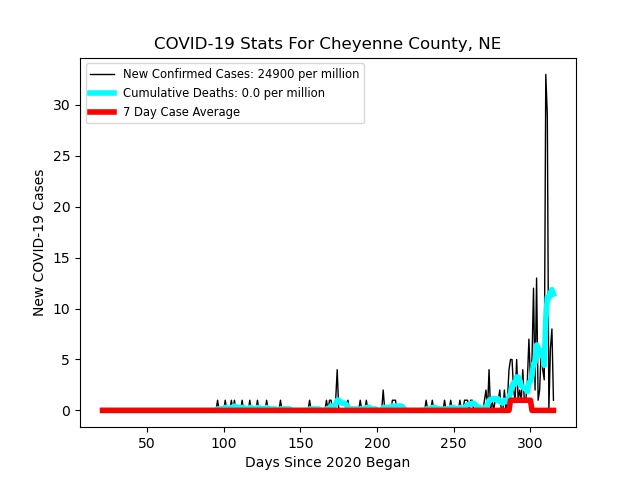 COVID-19 Stats For Cheyenne County, NE
New Confirmed Cases: 24900 per million
Cumulative Deaths: 0.0 per million
7 Day Case Average
New COVID-19 Cases
30
25
20
15
10
5
0
50 100 150 200 250 300
Days Since 2020 Began